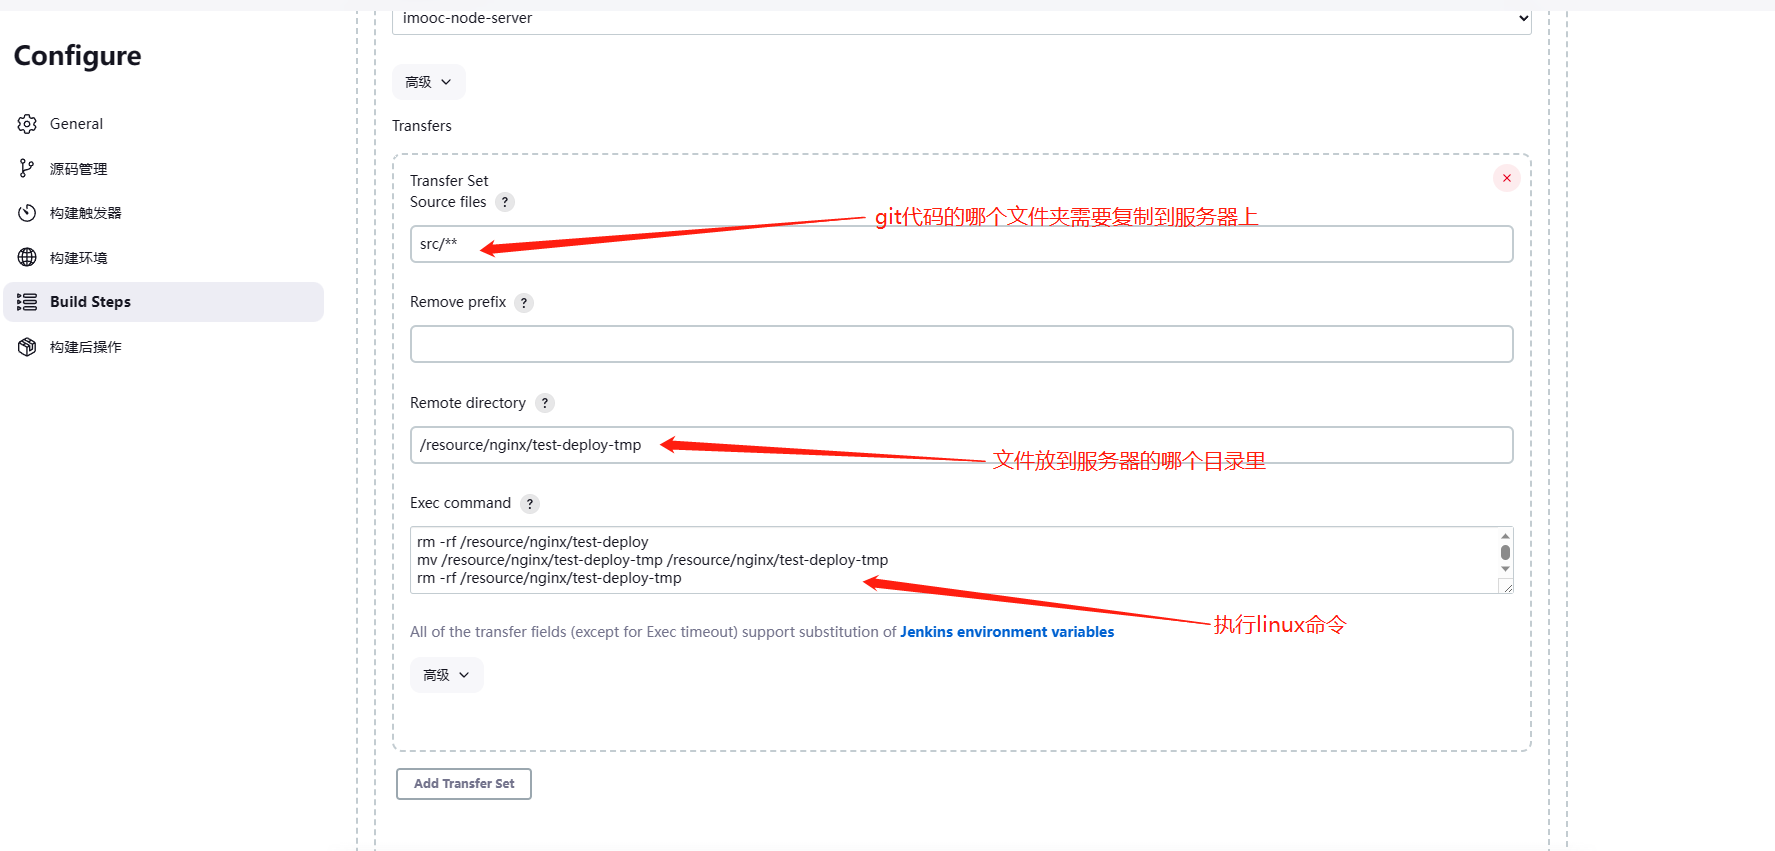 imooc-node-server
Configure
高级
General
Transfers
源码管理
Transfer Set
Source files ?
构建触发器
git代码的哪个文件夹需要复制到服务器上
src/**
构建环境
Build Steps
Remove prefix ?
构建后操作
Remote directory ?
/resource/nginx/test-deploy-tmp
文件放到服务器的哪个目录里
Exec command ?
rm -rf /resource/nginx/test-deploy
mv /resource/nginx/test-deploy-tmp /resource/nginx/test-deploy-tmp
rm -rf /resource/nginx/test-deploy-tmp
执行linux命令
All of the transfer fields (except for Exec timeout) support substitution of Jenkins environment variables
高级
Add Transfer Set